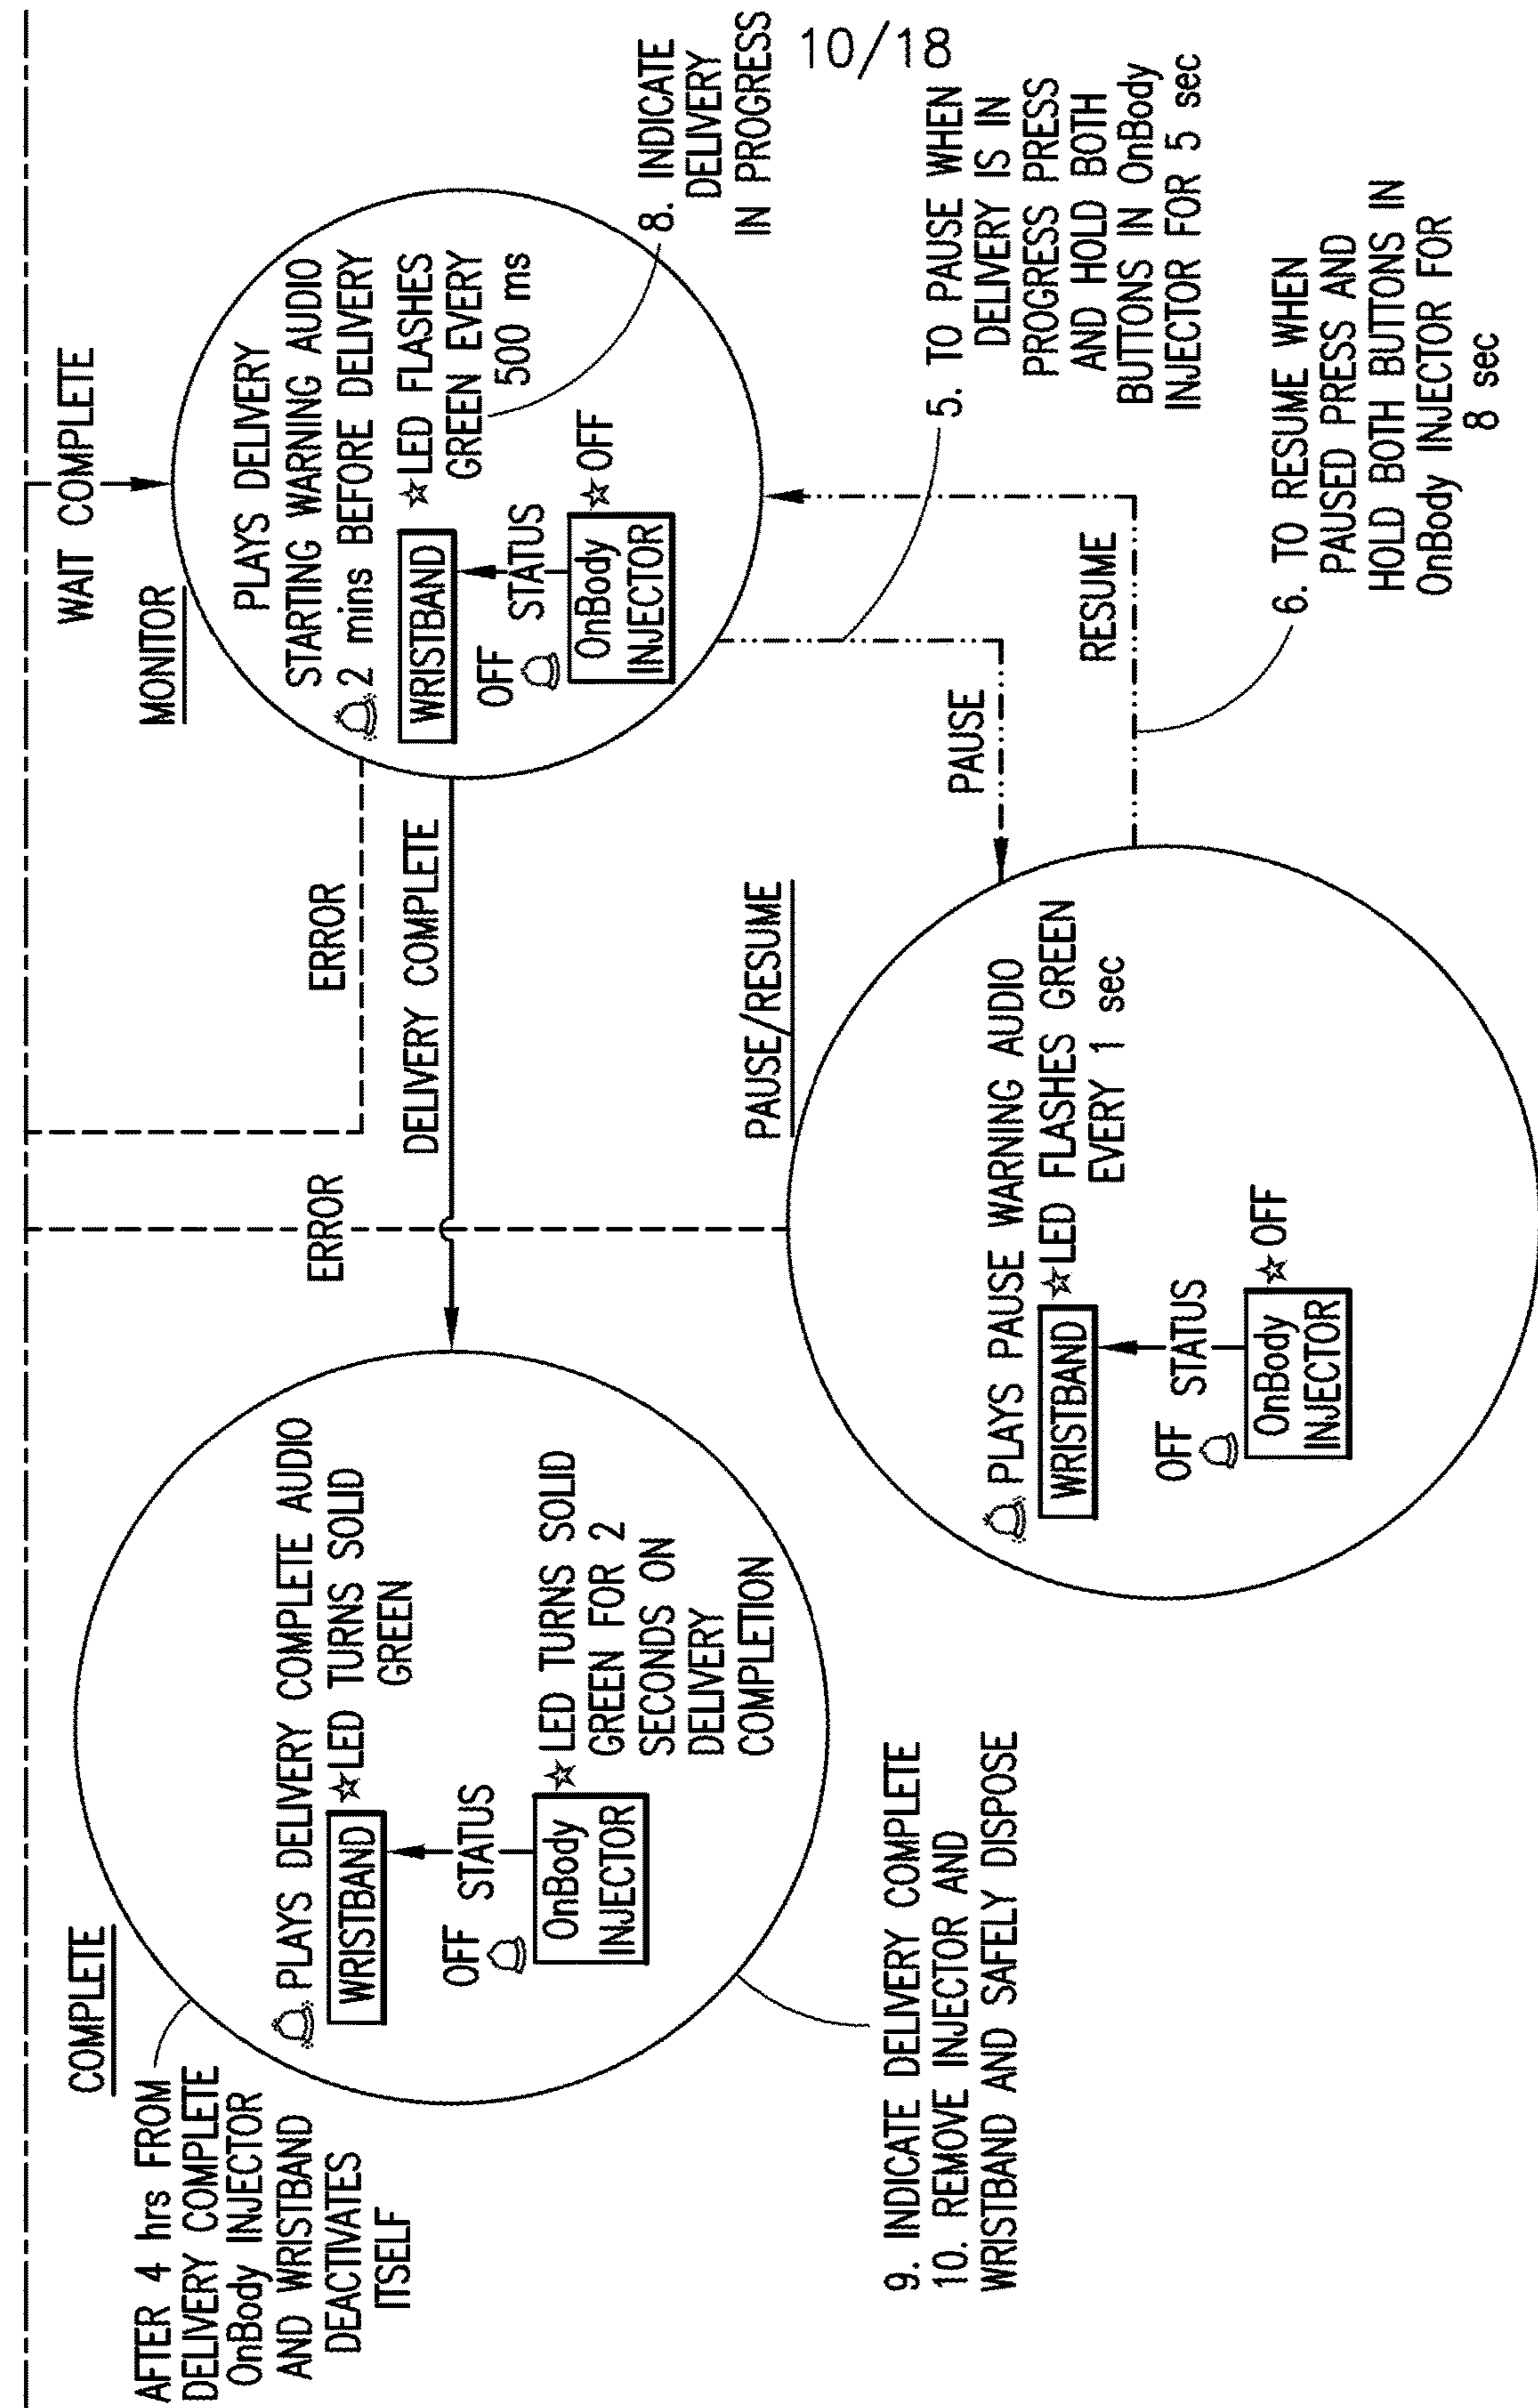 10/18
AFTER 4 hrs FROM
DELIVERY COMPLETE
OnBody INJECTOR
AND WRISTBAND
DEACTIVATES
ITSELF
COMPLETE
PLAYS DELIVERY COMPLETE AUDIO
WRISTBAND
LED TURNS SOLID
GREEN
OFF
STATUS
OnBody
INJECTOR
LED TURNS SOLID
GREEN FOR 2
SECONDS ON
DELIVERY
COMPLETION
9. INDICATE DELIVERY COMPLETE
10. REMOVE INJECTOR AND
WRISTBAND AND SAFELY DISPOSE
ERROR
ERROR
DELIVERY COMPLETE
WAIT COMPLETE
MONITOR
PLAYS DELIVERY
STARTING WARNING AUDIO
2 mins BEFORE DELIVERY
WRISTBAND
LED FLASHES
GREEN EVERY
500 ms
OFF
STATUS
OnBody
INJECTOR
OFF
8. INDICATE
DELIVERY
IN PROGRESS
PAUSE/RESUME
PLAYS PAUSE WARNING AUDIO
WRISTBAND
LED FLASHES GREEN
EVERY 1 sec
OFF
STATUS
OnBody
INJECTOR
OFF
PAUSE
RESUME
5. TO PAUSE WHEN
DELIVERY IS IN
PROGRESS PRESS
AND HOLD BOTH
BUTTONS IN OnBody
INJECTOR FOR 5 sec
6. TO RESUME WHEN
PAUSED PRESS AND
HOLD BOTH BUTTONS IN
OnBody INJECTOR FOR
8 sec